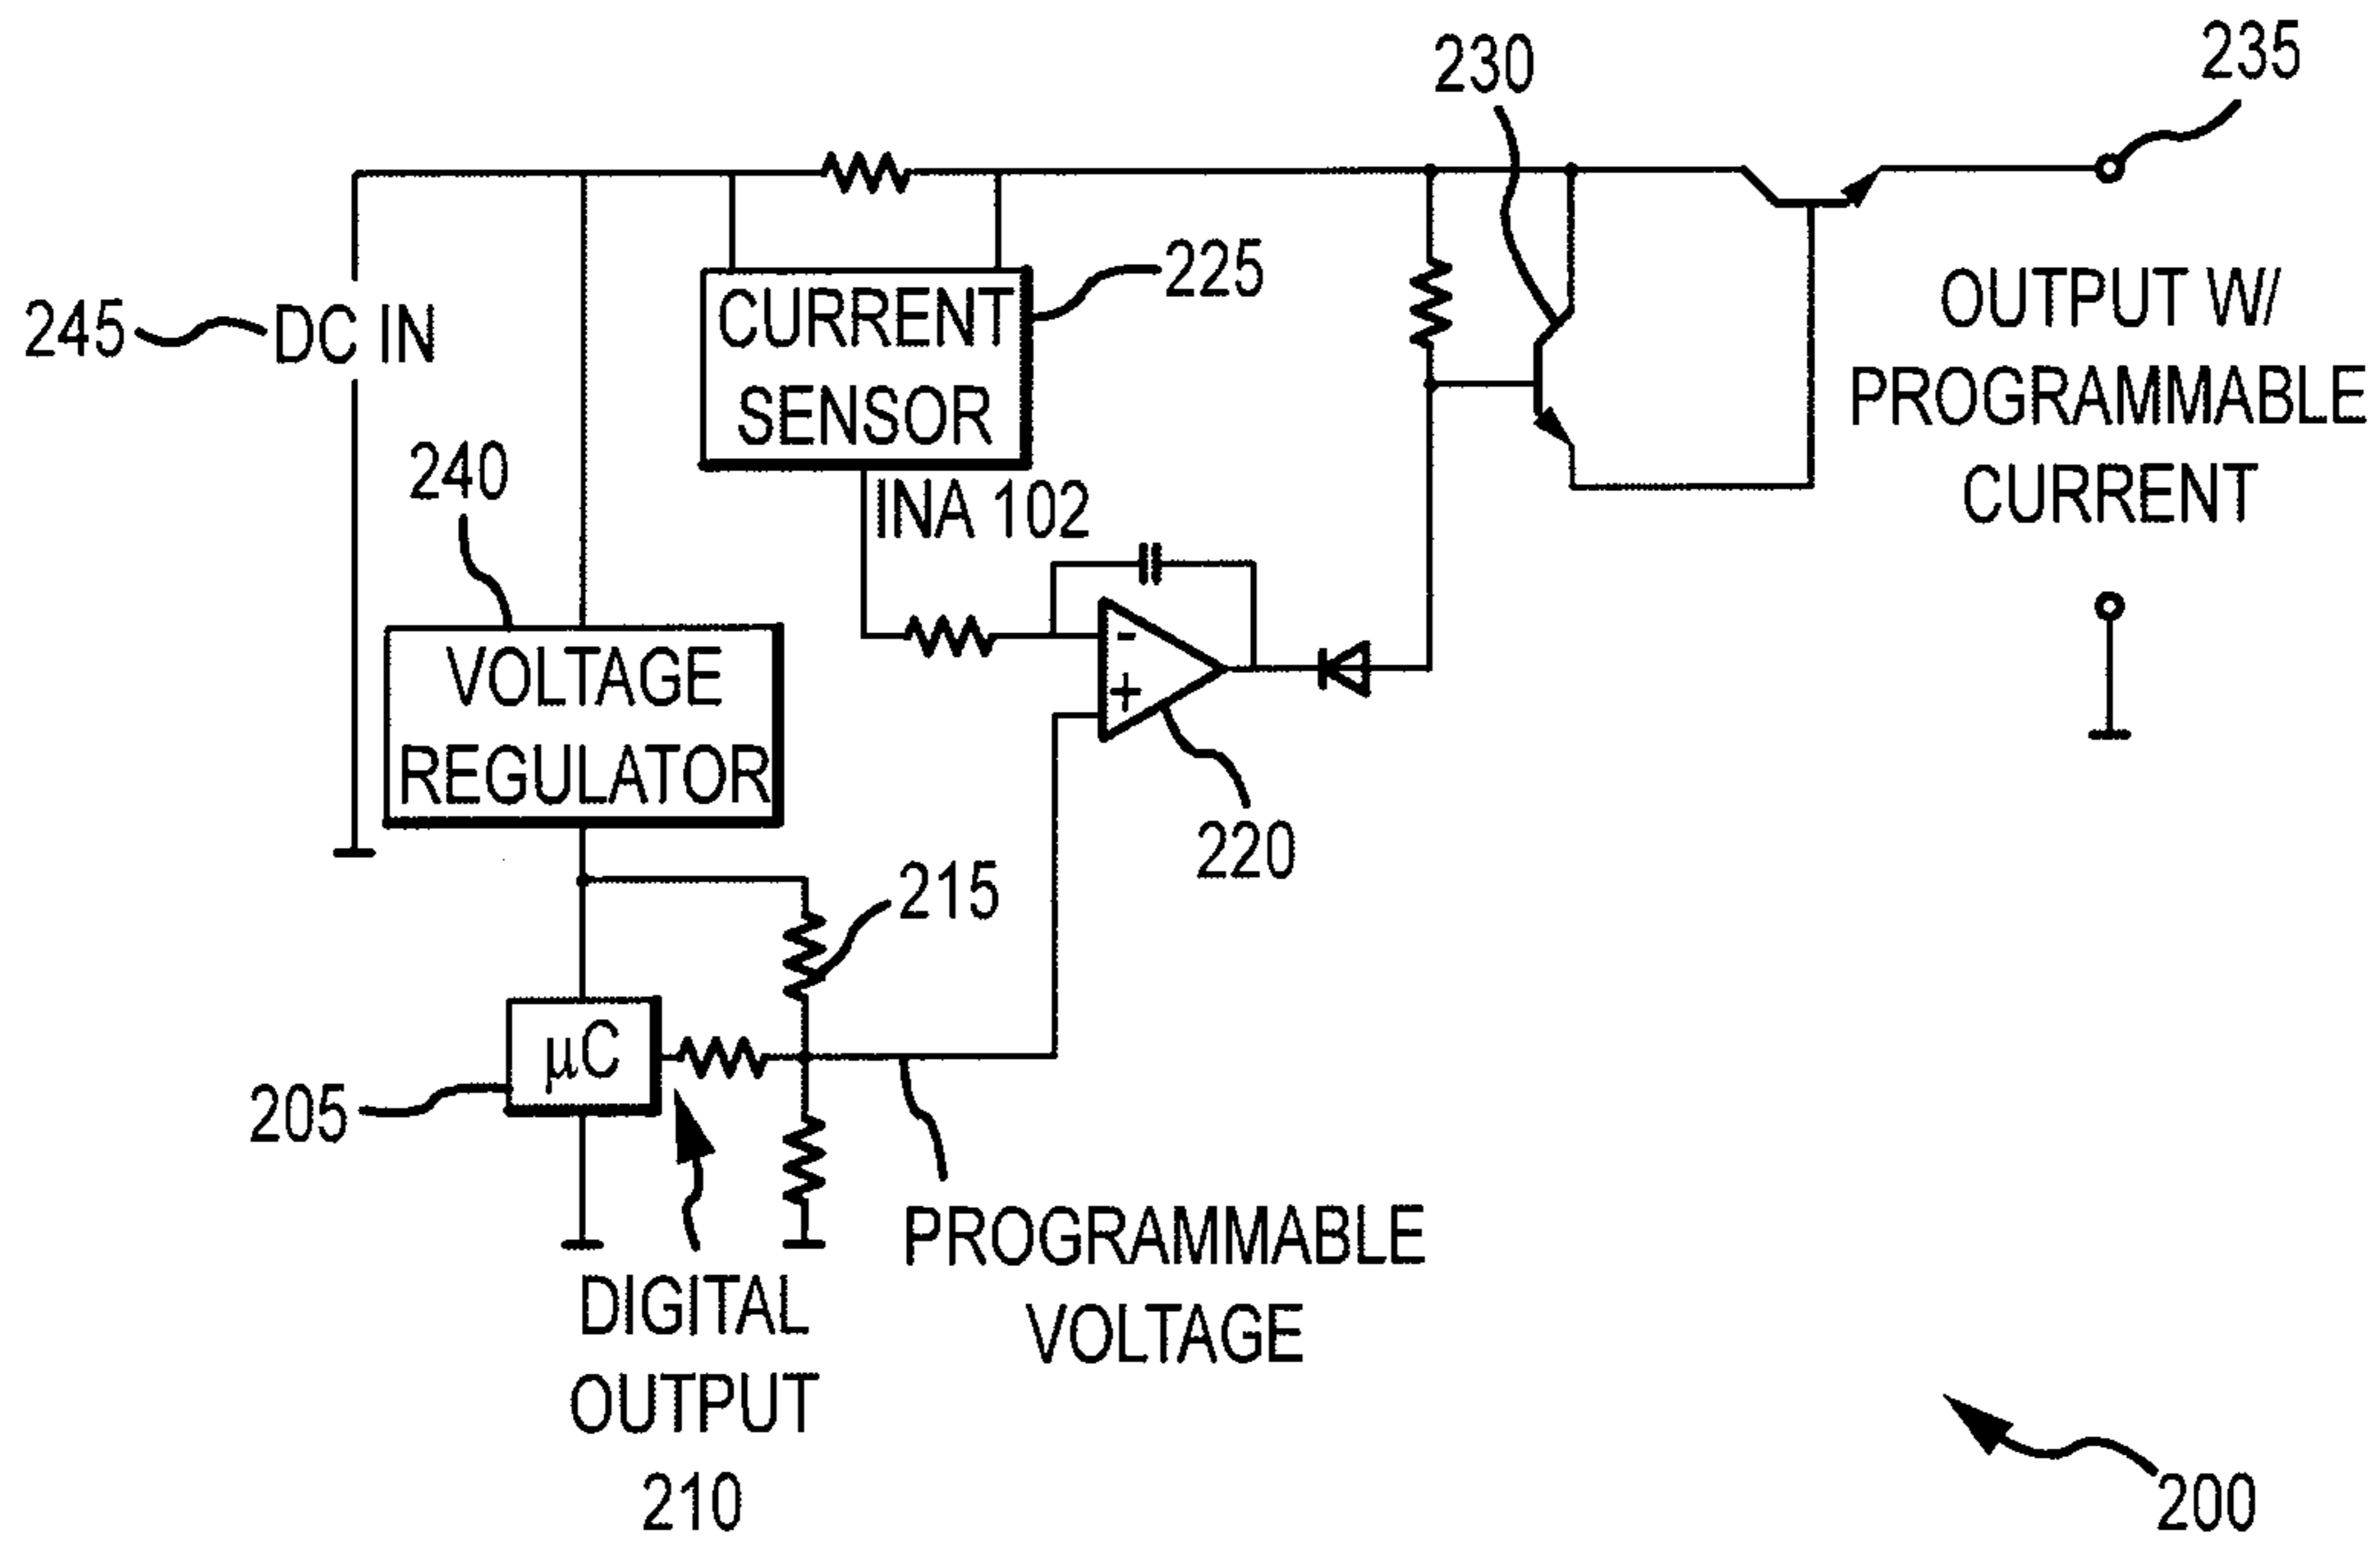 235
230
225
245 DC IN
CURRENT
SENSOR
OUTPUT W/
PROGRAMMABLE
CURRENT
240
INA 102
VOLTAGE
REGULATOR
-
+
220
215
µC
205
PROGRAMMABLE
VOLTAGE
DIGITAL
OUTPUT
210
200